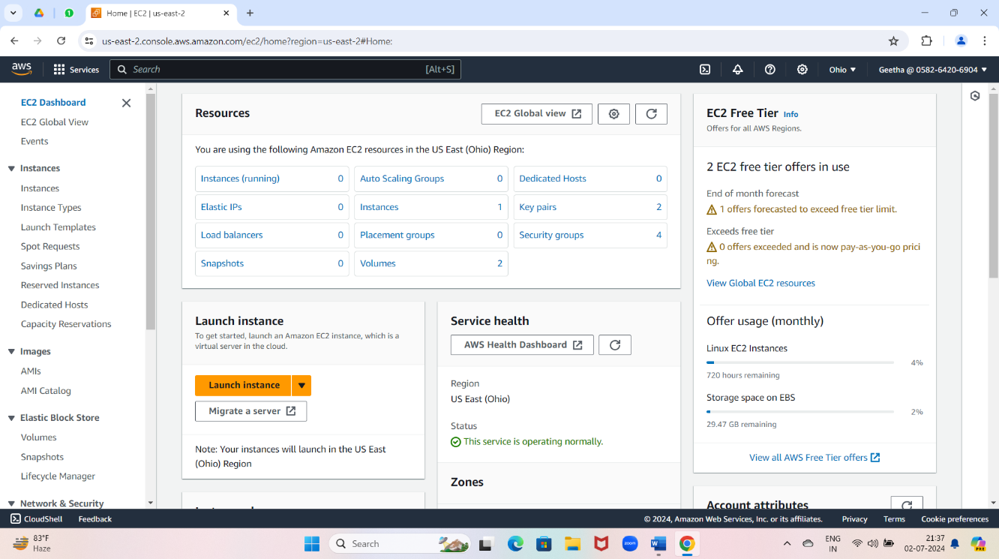 1
Home | EC2 | us-east-2
us-east-2.console.aws.amazon.com/ec2/home?region=us-east-2#Home:
aws
Services
Search
[Alt+S]
Ohio
Geetha @ 0582-6420-6904
EC2 Dashboard
EC2 Global View
Events
Instances
Instances
Instance Types
Launch Templates
Spot Requests
Savings Plans
Reserved Instances
Dedicated Hosts
Capacity Reservations
Images
AMIs
AMI Catalog
Elastic Block Store
Volumes
Snapshots
Lifecycle Manager
Network & Security
Resources
EC2 Global view
You are using the following Amazon EC2 resources in the US East (Ohio) Region:
Instances (running) 0
Auto Scaling Groups 0
Dedicated Hosts 0
Elastic IPs 0
Instances 1
Key pairs 2
Load balancers 0
Placement groups 0
Security groups 4
Snapshots 0
Volumes 2
Launch instance
To get started, launch an Amazon EC2 instance, which is a
virtual server in the cloud.
Launch instance
Migrate a server
Note: Your instances will launch in the US East
(Ohio) Region
Service health
AWS Health Dashboard
Region
US East (Ohio)
Status
This service is operating normally.
Zones
EC2 Free Tier Info
Offers for all AWS Regions.
2 EC2 free tier offers in use
End of month forecast
1 offers forecasted to exceed free tier limit.
Exceeds free tier
0 offers exceeded and is now pay-as-you-go prici
ng.
View Global EC2 resources
Offer usage (monthly)
Linux EC2 Instances
4%
720 hours remaining
Storage space on EBS
2%
29.47 GB remaining
View all AWS Free Tier offers
Account attributes
CloudShell
Feedback
© 2024, Amazon Web Services, Inc. or its affiliates.
Privacy
Terms
Cookie preferences
83°F
Haze
Search
zoom
W
ENG
IN
21:37
02-07-2024
PRE